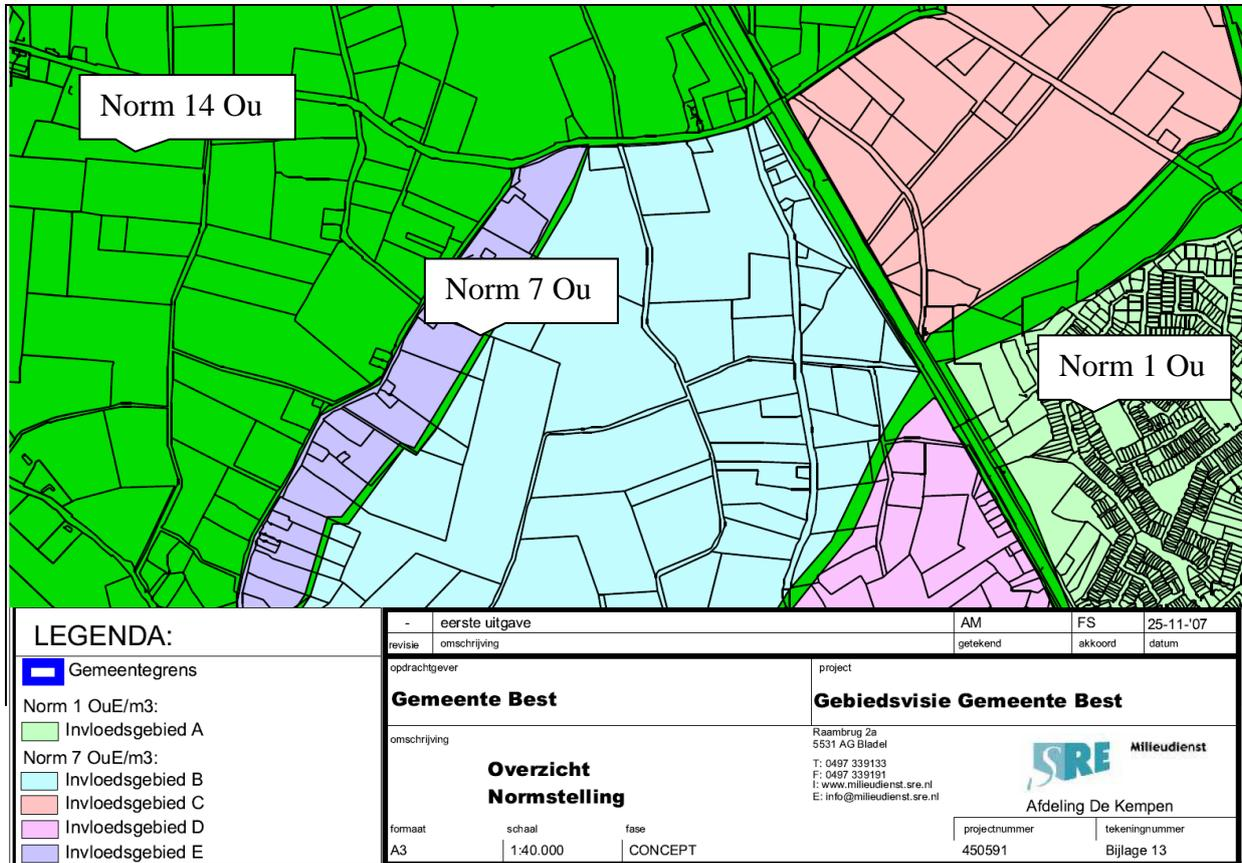 Norm 14 Ou
Norm 7 Ou
Norm 1 Ou
LEGENDA:
Gemeentegrens
Norm 1 OuE/m3:
Invloedsgebied A
Norm 7 OuE/m3:
Invloedsgebied B
Invloedsgebied C
Invloedsgebied D
Invloedsgebied E
- eerste uitgave AM FS 25-11-'07
revisie omschrijving getekend akkoord datum
opdrachtgever
Gemeente Best
project
Gebiedsvisie Gemeente Best
omschrijving
Overzicht
Normstelling
Raambrug 2a
5531 AG Bladel
T: 0497 339133
F: 0497 339191
I: www.milieudienst.sre.nl
E: info@milieudienst.sre.nl
SRE Milieudienst
Afdeling De Kempen
formaat schaal fase projectnummer tekeningnummer
A3 1:40.000 CONCEPT 450591 Bijlage 13